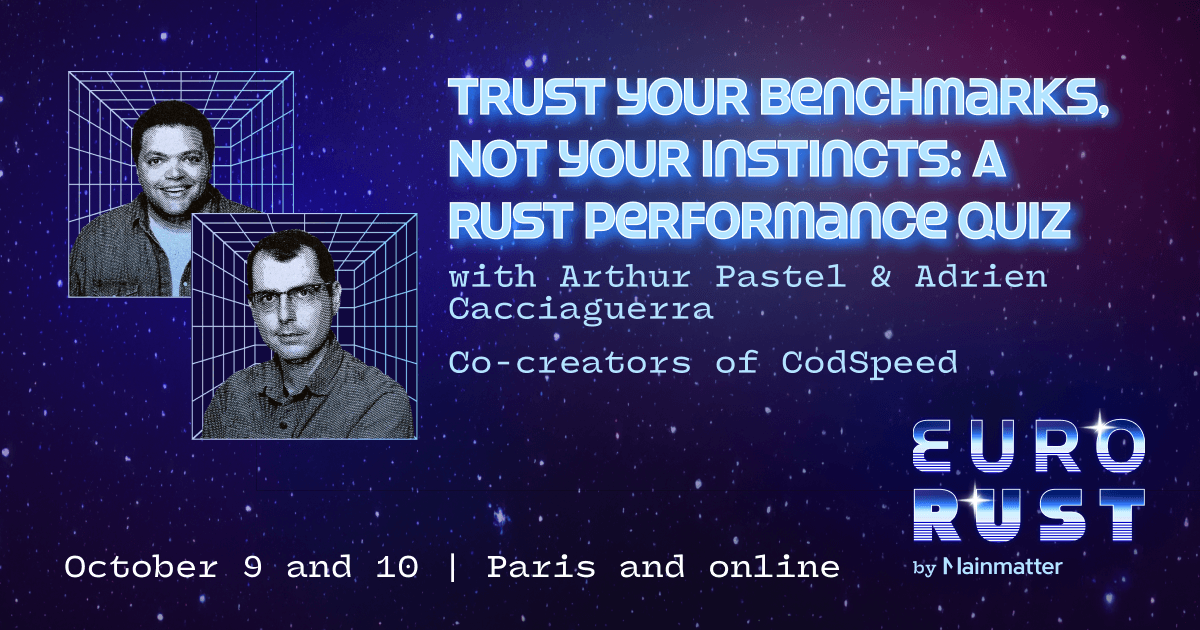 TRUST YOUR BENCHMARKS,
NOT YOUR INSTINCTS: A
RUST PERFORMANCE QUIZ
with Arthur Pastel & Adrien
Cacciaguerra
Co-creators of CodSpeed
EURO
RUST
by Mainmatter
October 9 and 10 | Paris and online